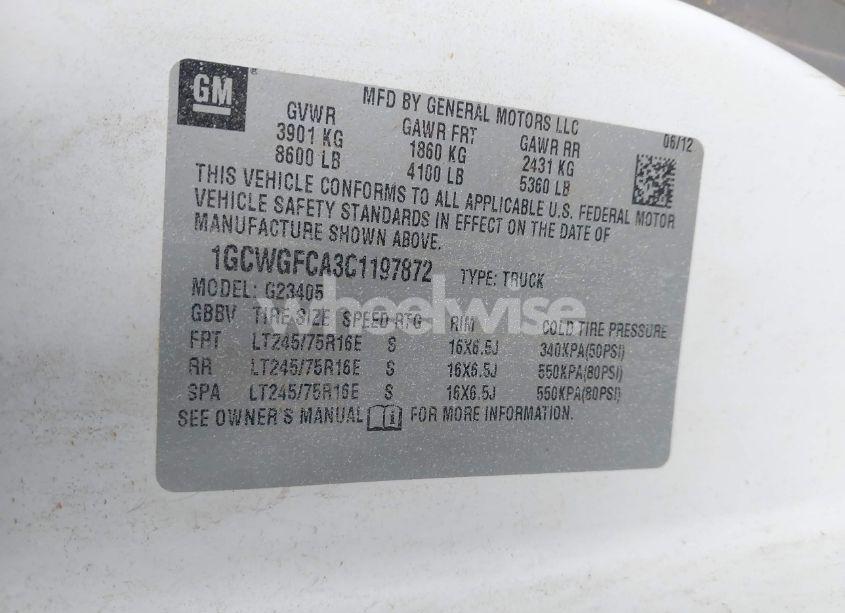 GM
MFD BY GENERAL MOTORS LLC
06/12
GVWR GAWR FRT GAWR RR
3901 KG 1860 KG 2431 KG
8600 LB 4100 LB 5360 LB
THIS VEHICLE CONFORMS TO ALL APPLICABLE U.S. FEDERAL MOTOR
VEHICLE SAFETY STANDARDS IN EFFECT ON THE DATE OF
MANUFACTURE SHOWN ABOVE.
1GCWGFCA3C1197872 TYPE: TRUCK
MODEL: G23405
wheelwise
GBBV TIRE SIZE SPEED RTG RIM COLD TIRE PRESSURE
FRT LT245/75R16E S 16X6.5J 340KPA(50PSI)
RR LT245/75R16E S 16X6.5J 550KPA(80PSI)
SPA LT245/75R16E S 16X6.5J 550KPA(80PSI)
SEE OWNER'S MANUAL i FOR MORE INFORMATION.